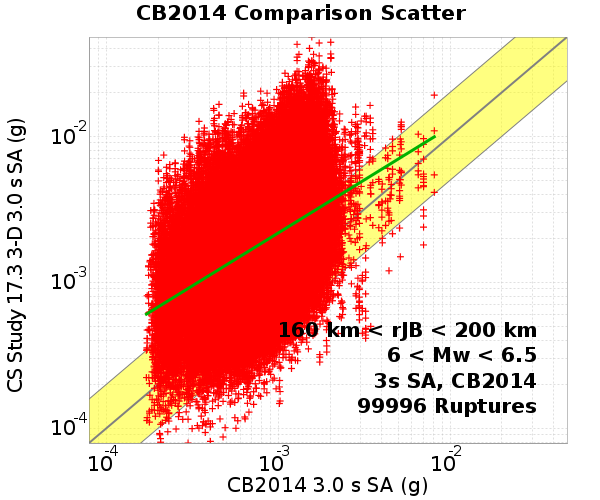 CB2014 Comparison Scatter
CS Study 17.3 3-D 3.0 s SA (g)
10-2
10-3
10-4
160 km < rJB < 200 km
6 < Mw < 6.5
3s SA, CB2014
99996 Ruptures
10-4 10-3 10-2
CB2014 3.0 s SA (g)